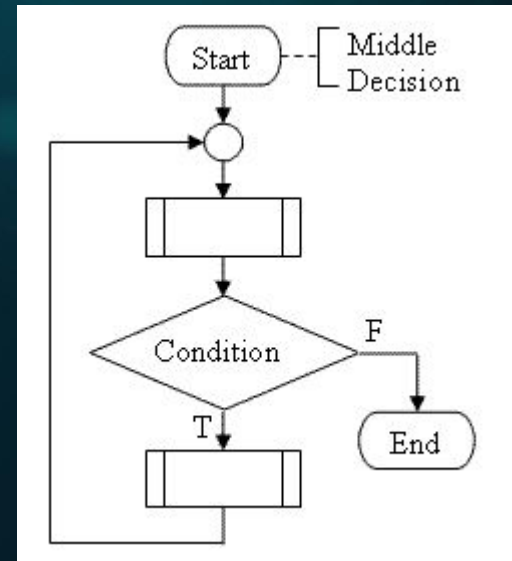 Start
Middle
Decision
Condition
F
T
End